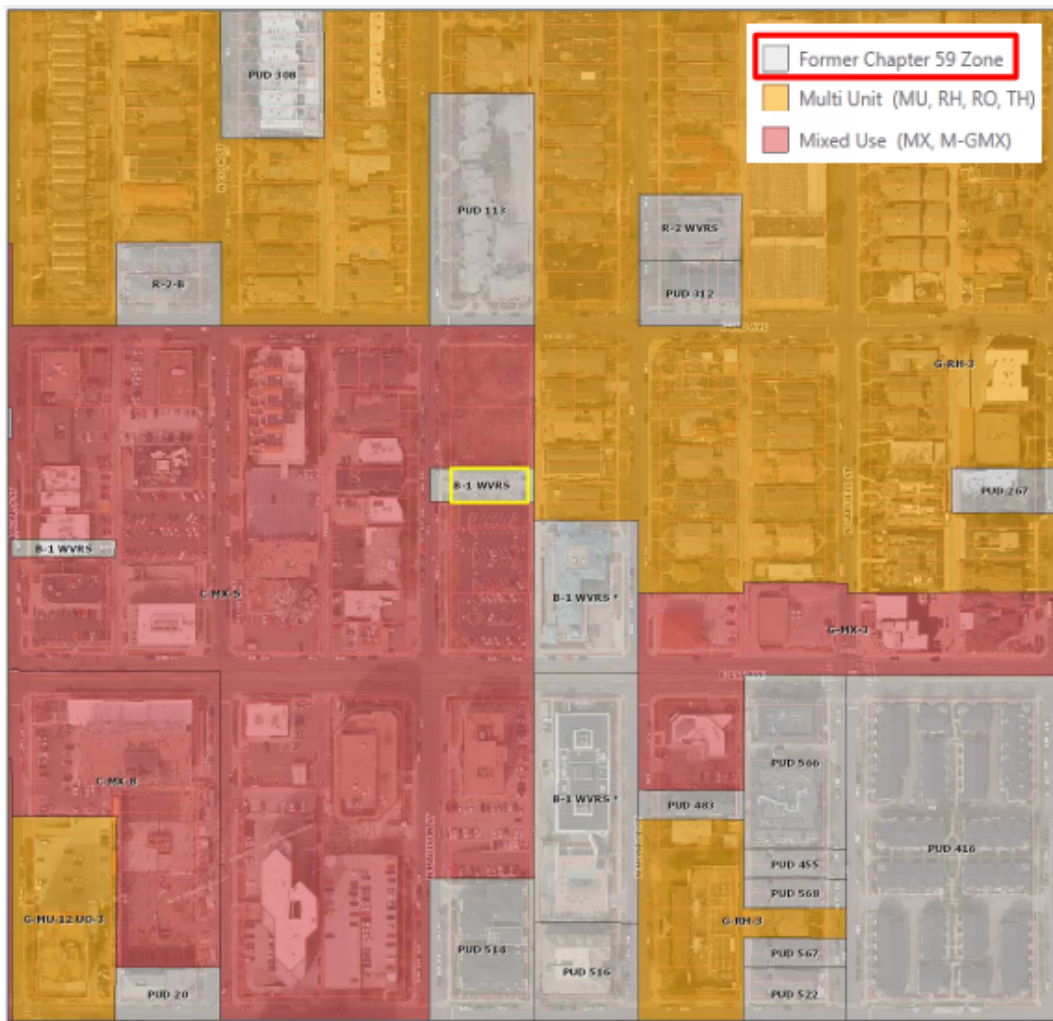 Former Chapter 59 Zone
Multi Unit (MU, RH, RO, TH)
Mixed Use (MX, M-GMX)
PUD 308
PUD 113
R-2 WVRS
R-2-B
PUD 312
G-RH-3
B-1 WVRS
PUD 267
B-1 WVRS
C-MX-5
B-1 WVRS *
G-MX-3
PUD 566
C-MX-8
B-1 WVRS *
PUD 483
PUD 416
PUD 455
PUD 568
G-MU-12 UO-3
G-RH-3
PUD 514
PUD 567
PUD 516
PUD 20
PUD 522